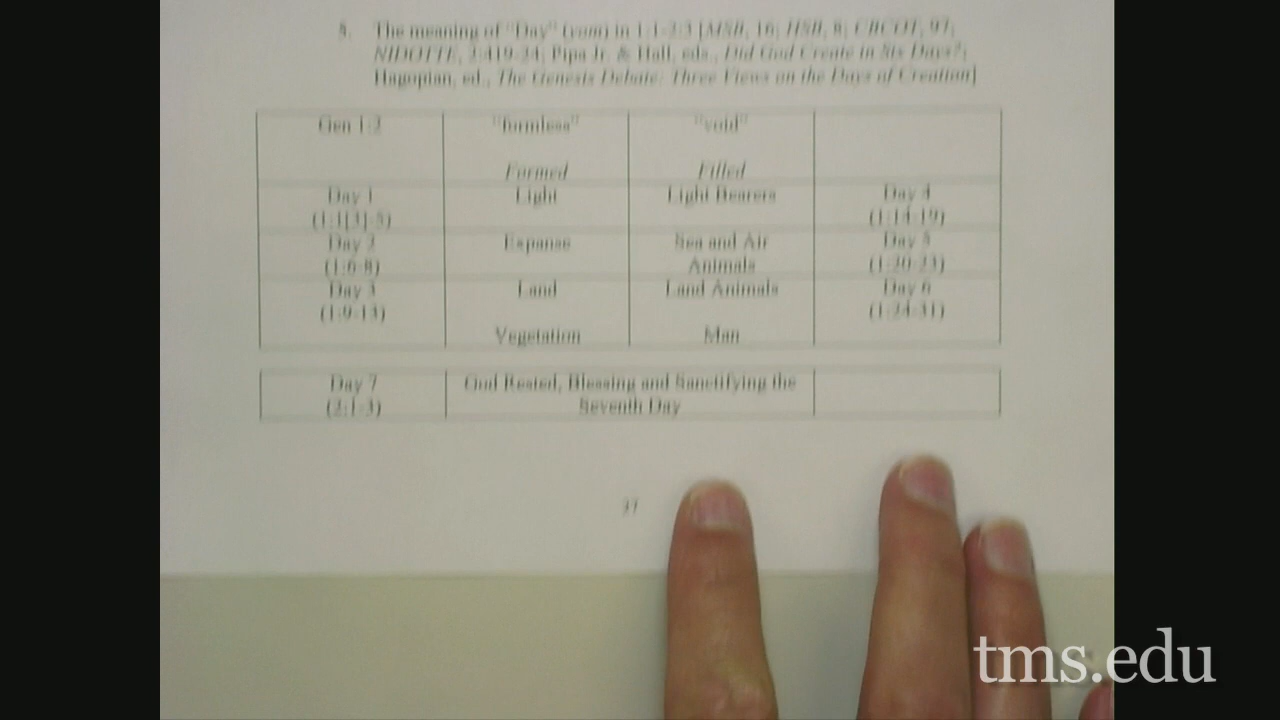 5. The meaning of "Day" (yom) in 1:1-2:3 [MSB, 16; HSB, 8; CBCOT, 97;
NIDOTTE, 2:419-24; Pipa Jr. & Hall, eds., Did God Create in Six Days?;
Hagopian, ed., The Genesis Debate: Three Views on the Days of Creation]
Gen 1:2 "formless" "void"
Formed Filled
Day 1 Light Light Bearers Day 4
(1:1[3]-5) (1:14-19)
Day 2 Expanse Sea and Air Day 5
(1:6-8) Animals (1:20-23)
Day 3 Land Land Animals Day 6
(1:9-13) (1:24-31)
Vegetation Man
Day 7 God Rested, Blessing and Sanctifying the
(2:1-3) Seventh Day
37
tms.edu